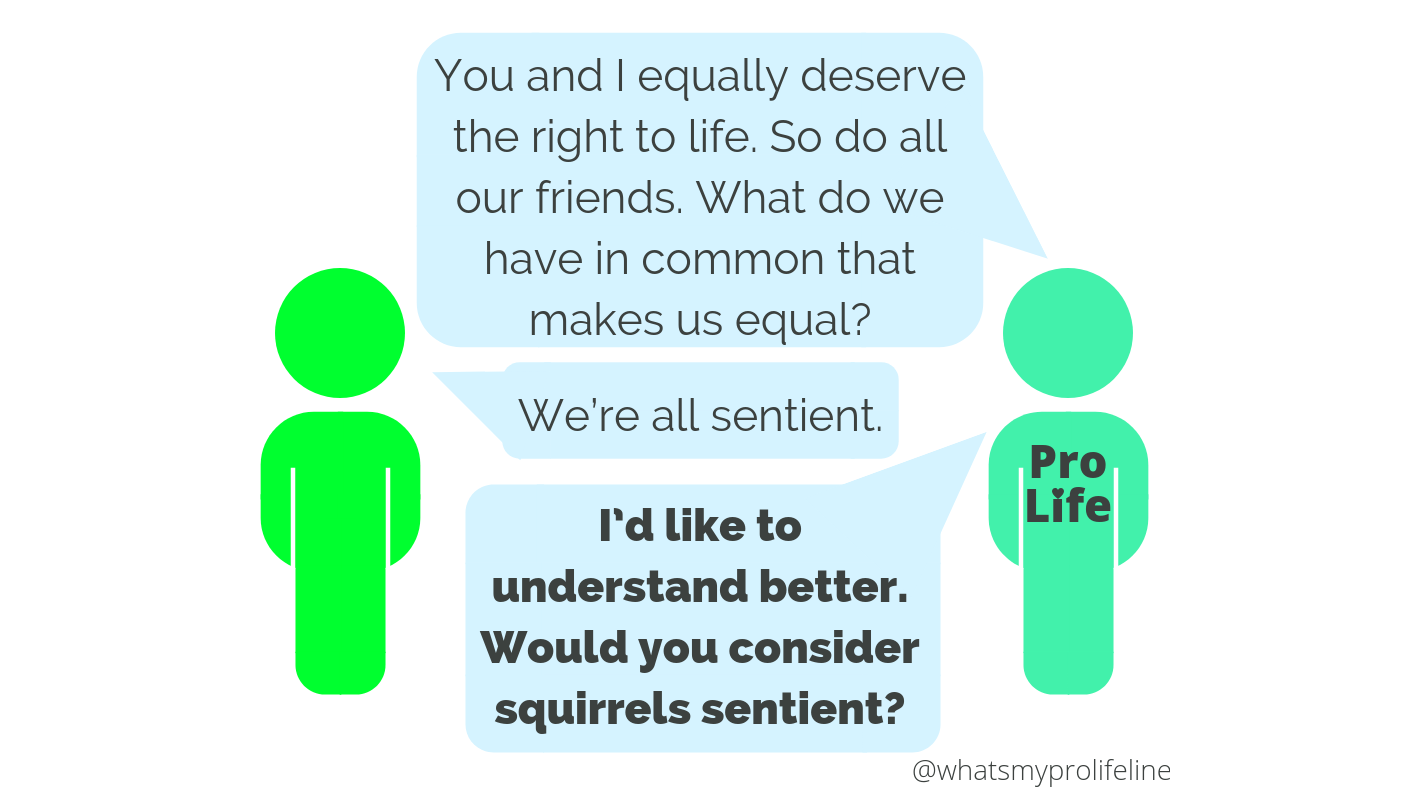 You and I equally deserve
the right to life. So do all
our friends. What do we
have in common that
makes us equal?
We're all sentient.
Pro
Life
I'd like to
understand better.
Would you consider
squirrels sentient?
@whatsmyprolifeline